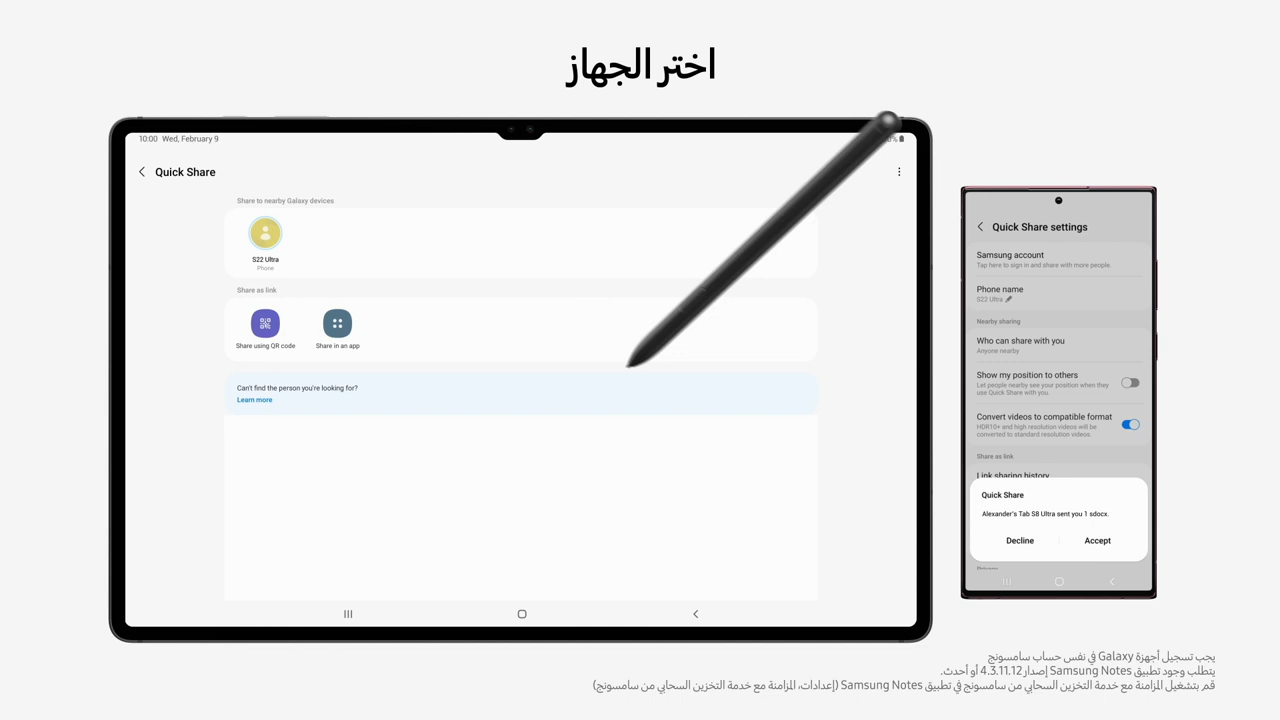 اختر الجهاز
10:00 Wed, February 9
Quick Share
Share to nearby Galaxy devices
S22 Ultra
Phone
Share as link
Share using QR code
Share in an app
Can't find the person you're looking for?
Learn more
Quick Share settings
Samsung account
Tap here to sign in and share with more people.
Phone name
S22 Ultra
Nearby sharing
Who can share with you
Anyone nearby
Show my position to others
Let people nearby see your position when they
use Quick Share with you.
Convert videos to compatible format
HDR10+ and high resolution videos will be
converted to standard resolution videos.
Share as link
Link sharing history
Quick Share
Alexander's Tab S8 Ultra sent you 1 sdocx.
Decline
Accept
يجب تسجيل أجهزة Galaxy في نفس حساب سامسونج
يتطلب وجود تطبيق Samsung Notes إصدار 4.3.11.12 أو أحدث.
قم بتشغيل المزامنة مع خدمة التخزين السحابي من سامسونج في تطبيق Samsung Notes (إعدادات، المزامنة مع خدمة التخزين السحابي من سامسونج)